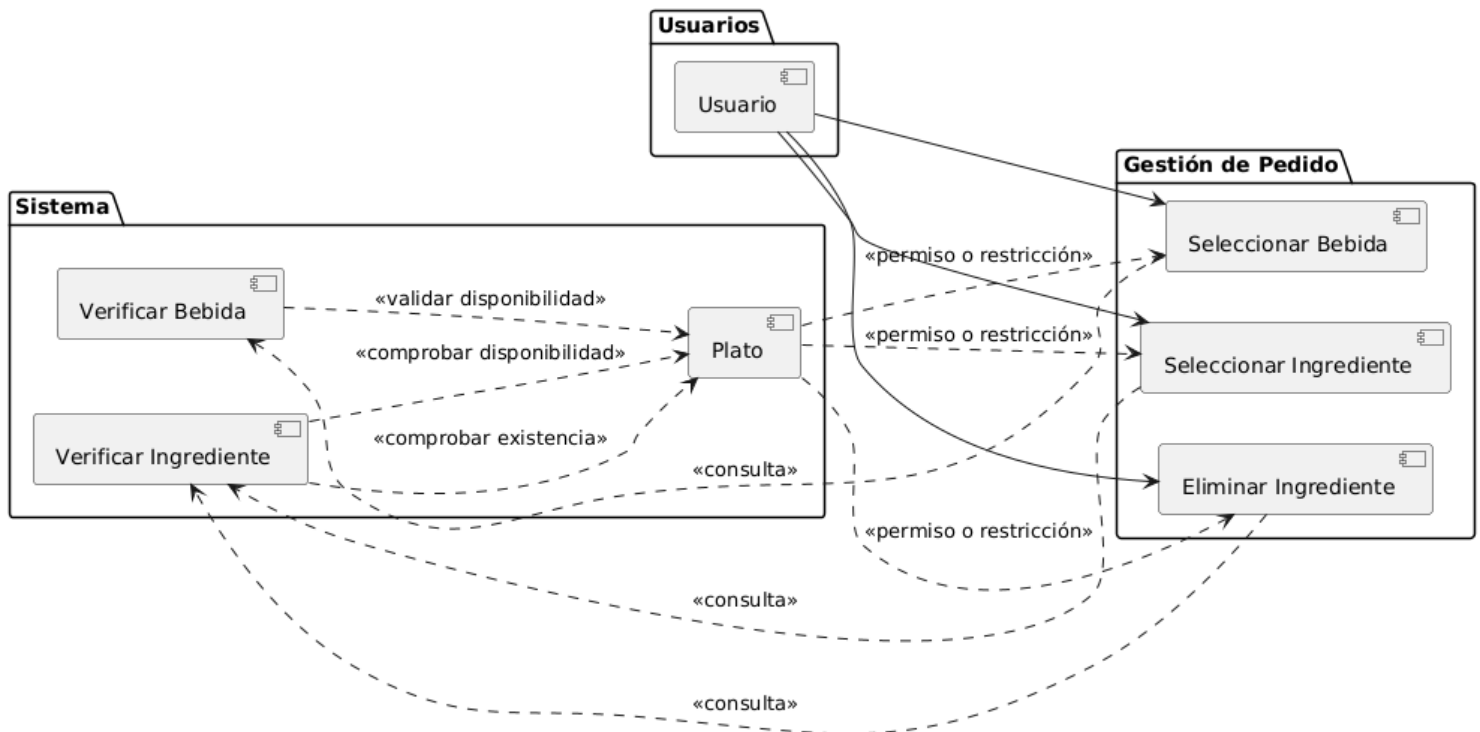 Usuarios
Usuario
Gestión de Pedido
Sistema
Seleccionar Bebida
«permiso o restricción»
Verificar Bebida
«validar disponibilidad»
«permiso o restricción»
Plato
«comprobar disponibilidad»
Seleccionar Ingrediente
«comprobar existencia»
Verificar Ingrediente
«consulta»
Eliminar Ingrediente
«permiso o restricción»
«consulta»
«consulta»